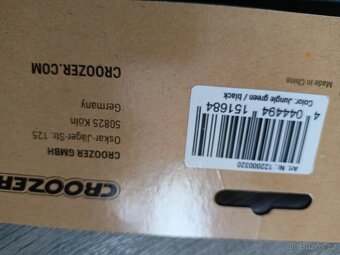 CROOZER
CROOZER GMBH
Oskar-Jäger-Str. 125
50825 Köln
Germany
CROOZER.COM
Art. Nr. 122000320
4 044494 151684
Color: Jungle green / black
Made in China